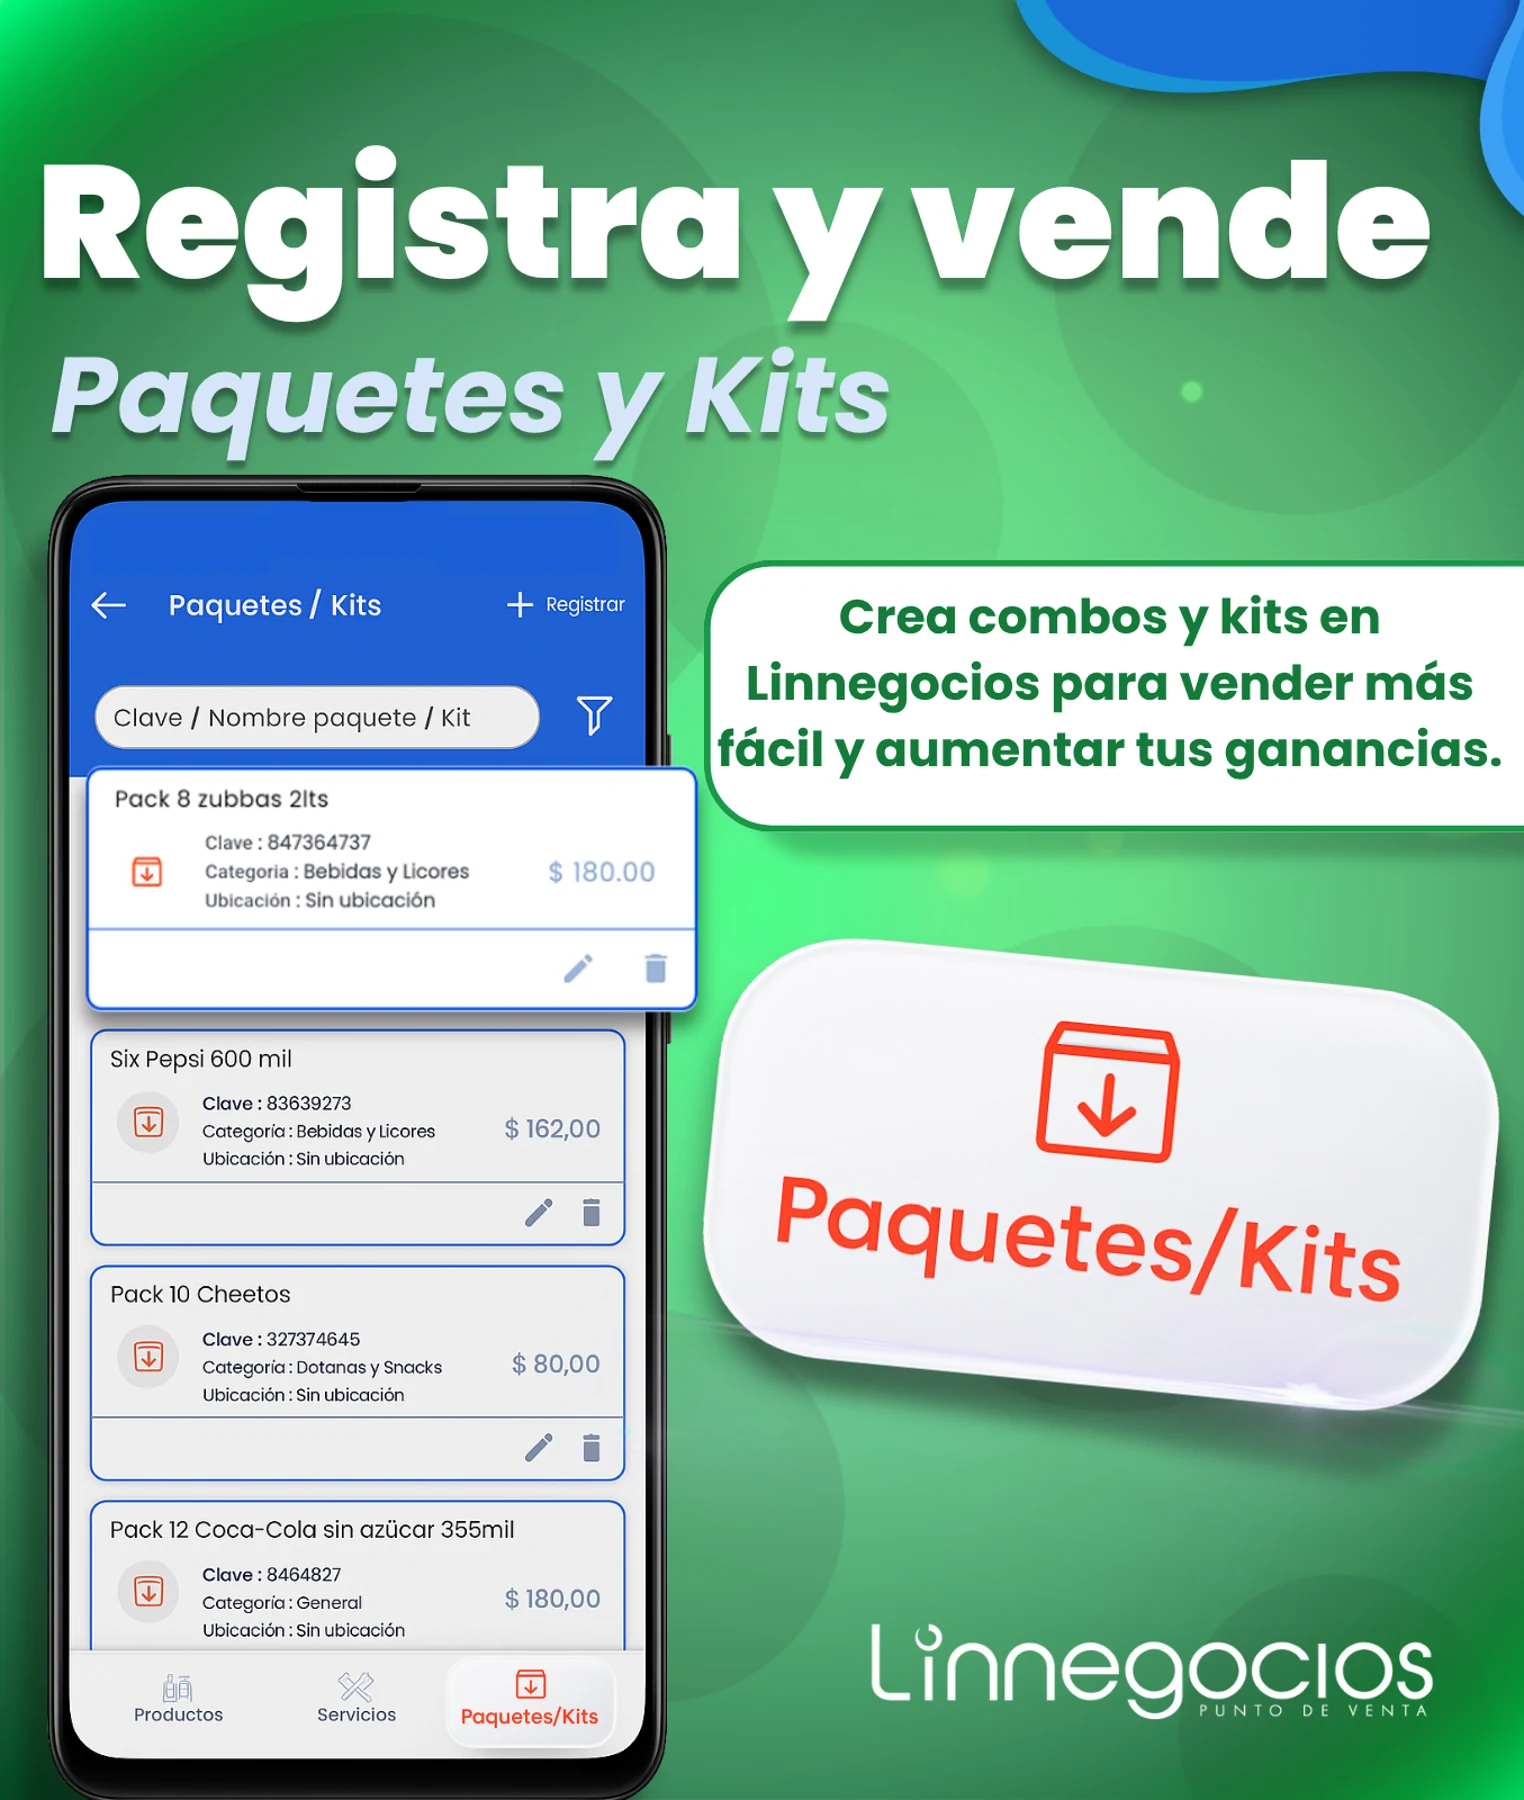 Registra y vende
Paquetes y Kits
Paquetes / Kits
+ Registrar
Clave / Nombre paquete / Kit
Pack 8 zubbas 2lts
Clave : 847364737
Categoria : Bebidas y Licores
$ 180.00
Ubicación : Sin ubicación
Six Pepsi 600 mil
Clave : 83639273
Categoría : Bebidas y Licores
$ 162,00
Ubicación : Sin ubicación
Pack 10 Cheetos
Clave : 327374645
Categoría : Dotanas y Snacks
$ 80,00
Ubicación : Sin ubicación
Pack 12 Coca-Cola sin azücar 355mil
Clave : 8464827
Categoría : General
$ 180,00
Ubicación : Sin ubicación
Productos
Servicios
Paquetes/Kits
Crea combos y kits en
Linnegocios para vender más
fácil y aumentar tus ganancias.
Paquetes/Kits
Linnegocios
PUNTO DE VENTA